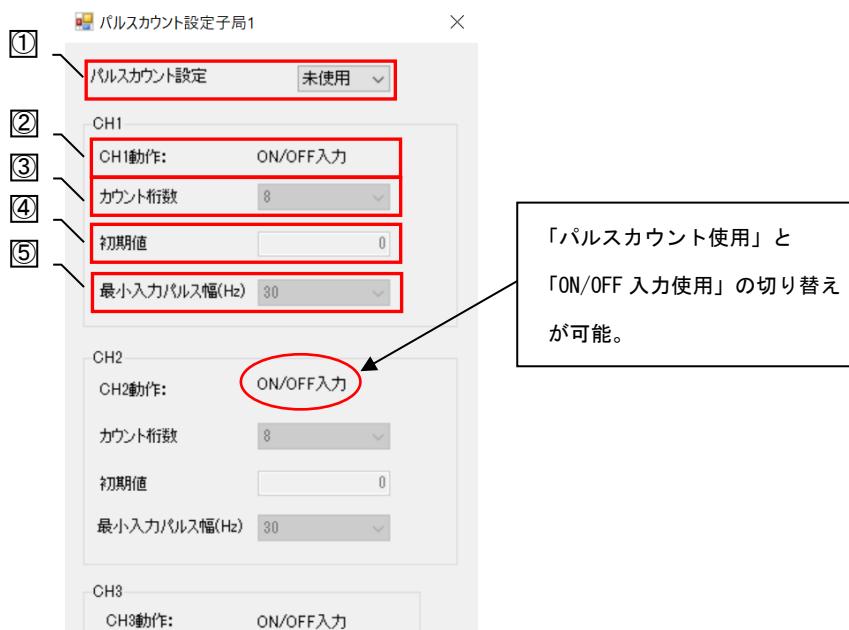 パルスカウント設定子局1
①
パルスカウント設定 未使用
②
CH1
③
CH1動作: ON/OFF入力
カウント桁数 8
④
初期値 0
⑤
最小入力パルス幅(Hz) 30
「パルスカウント使用」と
「ON/OFF 入力使用」の切り替え
が可能。
CH2
CH2動作: ON/OFF入力
カウント桁数 8
初期値 0
最小入力パルス幅(Hz) 30
CH3
CH3動作: ON/OFF入力